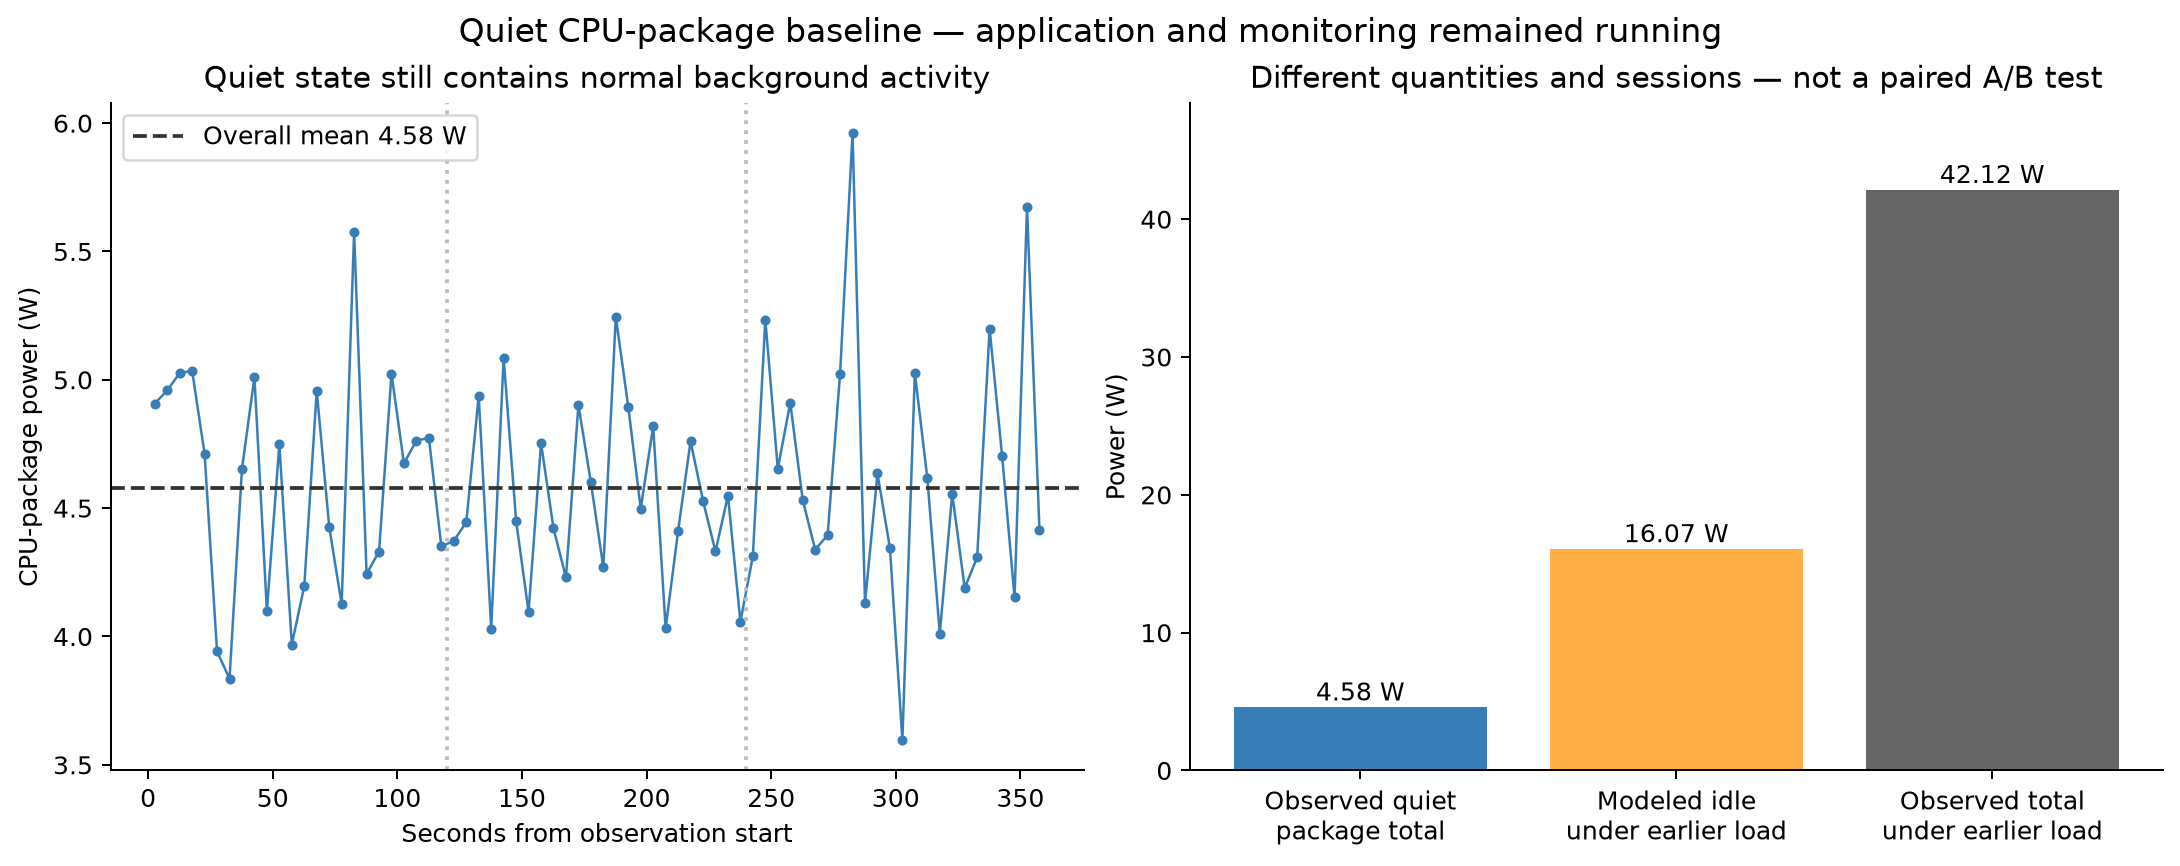 Quiet CPU-package baseline — application and monitoring remained running
Quiet state still contains normal background activity
Overall mean 4.58 W
CPU-package power (W)
6.0
5.5
5.0
4.5
4.0
3.5
0
50
100
150
200
250
300
350
Seconds from observation start
Different quantities and sessions — not a paired A/B test
Power (W)
40
30
20
10
0
4.58 W
16.07 W
42.12 W
Observed quiet
package total
Modeled idle
under earlier load
Observed total
under earlier load